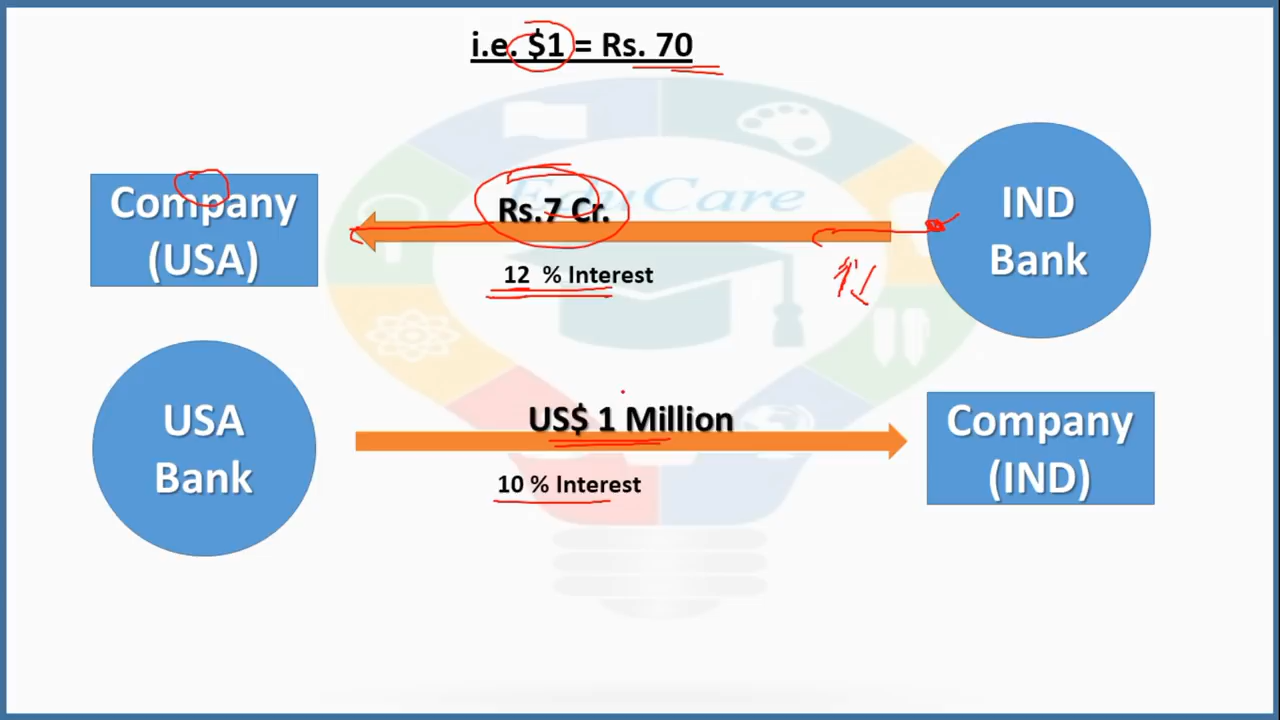 i.e. $1 = Rs. 70
EduCare
Company
(USA)
Rs.7 Cr.
12 % Interest
IND
Bank
USA
Bank
US$ 1 Million
10 % Interest
Company
(IND)